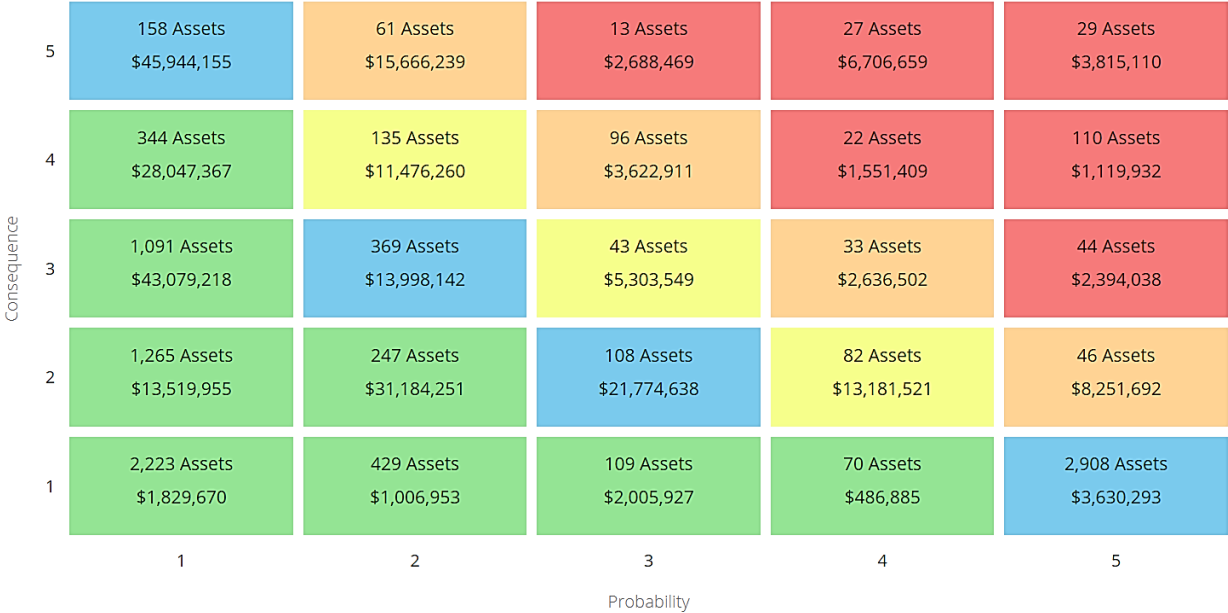 Consequence
5
158 Assets
$45,944,155
61 Assets
$15,666,239
13 Assets
$2,688,469
27 Assets
$6,706,659
29 Assets
$3,815,110
4
344 Assets
$28,047,367
135 Assets
$11,476,260
96 Assets
$3,622,911
22 Assets
$1,551,409
110 Assets
$1,119,932
3
1,091 Assets
$43,079,218
369 Assets
$13,998,142
43 Assets
$5,303,549
33 Assets
$2,636,502
44 Assets
$2,394,038
2
1,265 Assets
$13,519,955
247 Assets
$31,184,251
108 Assets
$21,774,638
82 Assets
$13,181,521
46 Assets
$8,251,692
1
2,223 Assets
$1,829,670
429 Assets
$1,006,953
109 Assets
$2,005,927
70 Assets
$486,885
2,908 Assets
$3,630,293
1
2
3
4
5
Probability